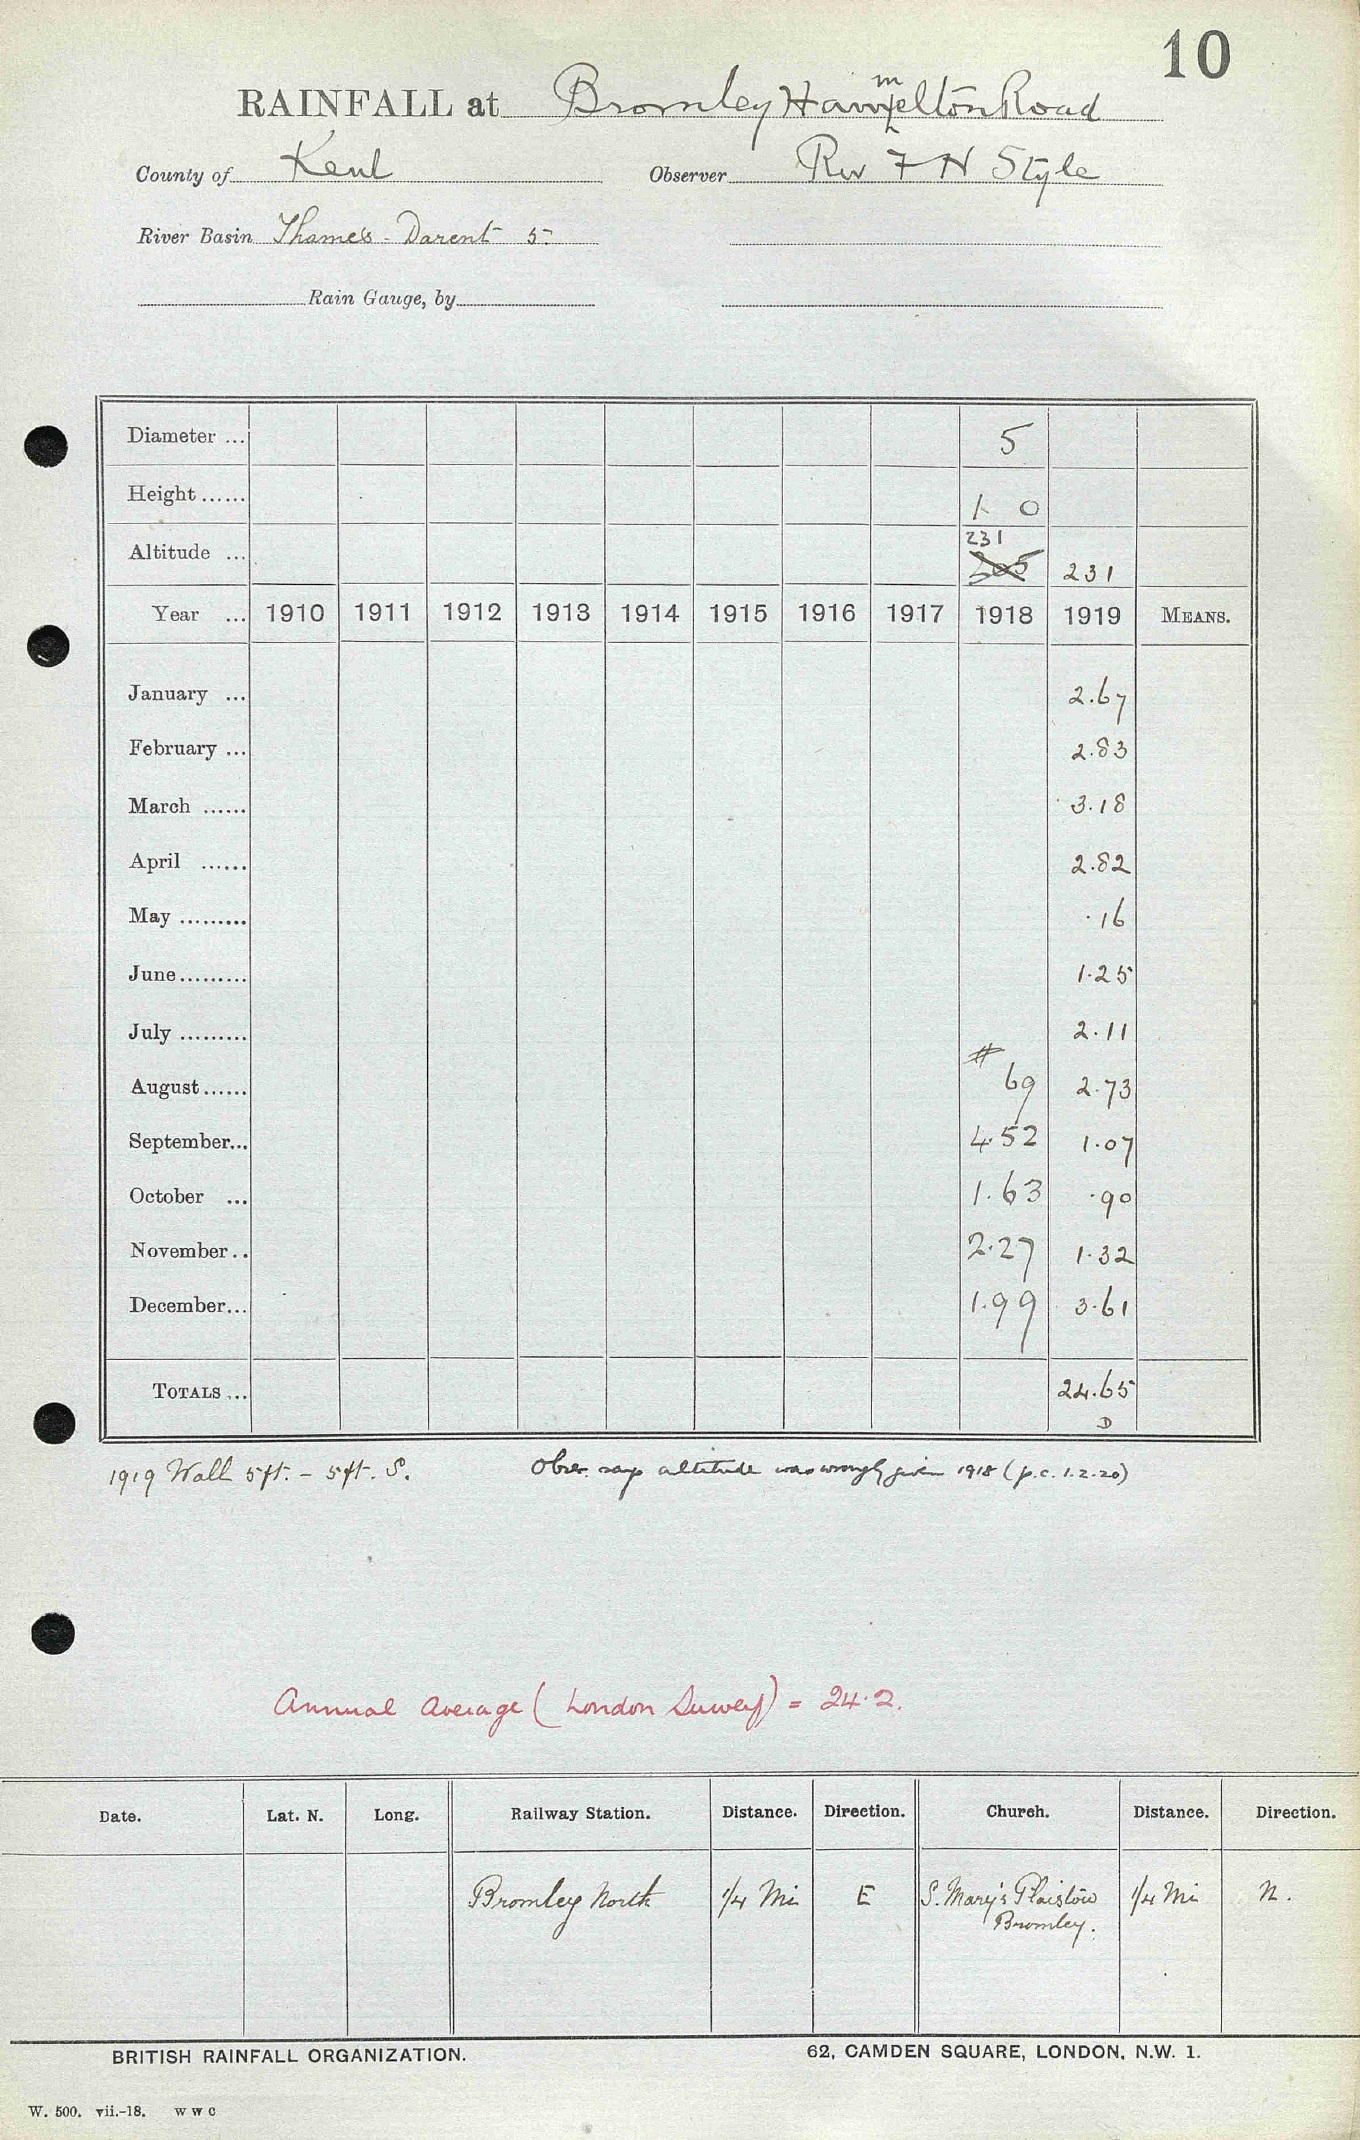 10
RAINFALL at Bromley Hammelton Road
County of Kent Observer Rev F H Style
River Basin Thames - Darent 5.
Rain Gauge, by
Diameter ... 5
Height ...... 1 0
231
Altitude ... 205 231
Year ... 1910 1911 1912 1913 1914 1915 1916 1917 1918 1919 MEANS.
January ... 2.67
February ... 2.83
March ...... 3.18
April ...... 2.82
May ......... .16
June ......... 1.25
July ......... 2.11
#
August ...... 69 2.73
September... 4.52 1.07
October ... 1.63 .90
November .. 2.27 1.32
December... 1.99 3.61
TOTALS ... 24.65
D
1919 Wall 5ft. - 5ft. S. Obser. says altitude was wrongly given 1918 (p.c. 1.2.20)
Annual Average (London Survey) = 24.2.
Date. Lat. N. Long. Railway Station. Distance. Direction. Church. Distance. Direction.
Bromley North 1/4 Mi E S. Mary's Plaistow 1/4 Mi N.
Bromley.
BRITISH RAINFALL ORGANIZATION. 62, CAMDEN SQUARE, LONDON, N.W. 1.
W. 500. vii.-18. W W C